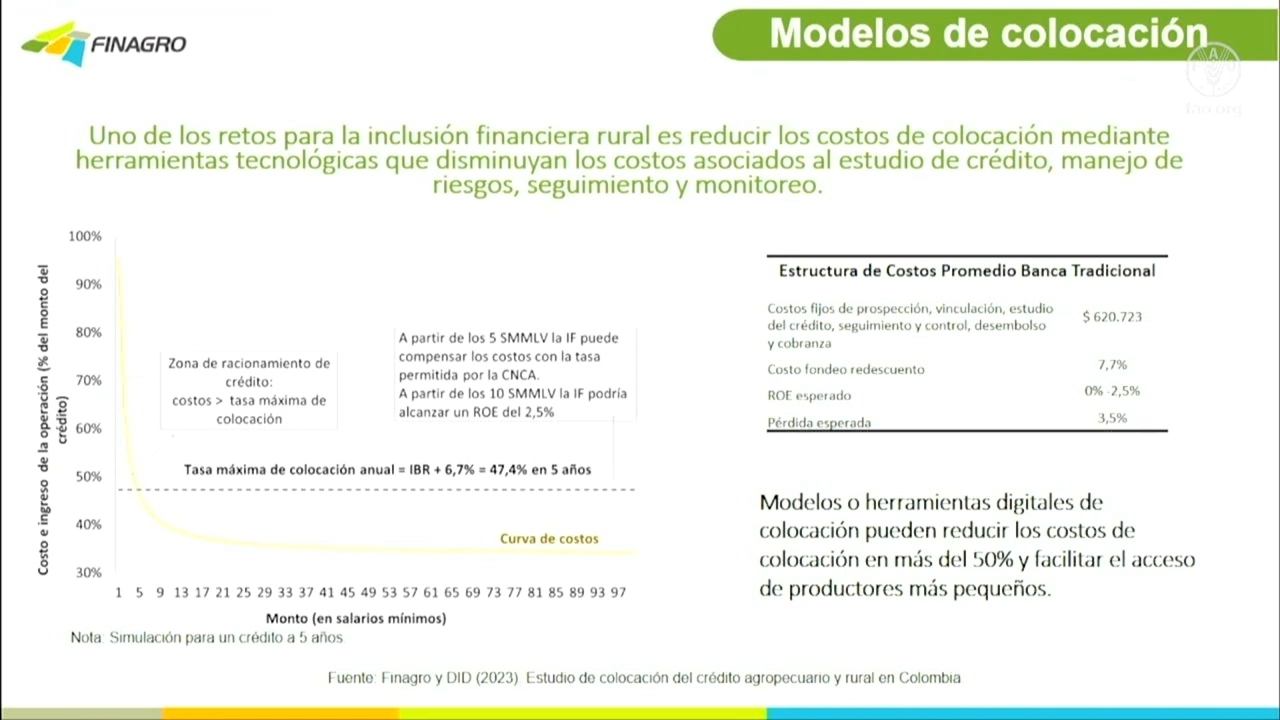 FINAGRO
Modelos de colocación
FAO
fao.org
Uno de los retos para la inclusión financiera rural es reducir los costos de colocación mediante
herramientas tecnológicas que disminuyan los costos asociados al estudio de crédito, manejo de
riesgos, seguimiento y monitoreo.
Costo e ingreso de la operación (% del monto del
crédito)
100%
90%
80%
70%
60%
50%
40%
30%
Zona de racionamiento de
crédito:
costos > tasa máxima de
colocación
A partir de los 5 SMMLV la IF puede
compensar los costos con la tasa
permitida por la CNCA.
A partir de los 10 SMMLV la IF podría
alcanzar un ROE del 2,5%
Tasa máxima de colocación anual = IBR + 6,7% = 47,4% en 5 años
Curva de costos
1 5 9 13 17 21 25 29 33 37 41 45 49 53 57 61 65 69 73 77 81 85 89 93 97
Monto (en salarios mínimos)
Nota: Simulación para un crédito a 5 años
Estructura de Costos Promedio Banca Tradicional
Costos fijos de prospección, vinculación, estudio
del crédito, seguimiento y control, desembolso
y cobranza
$ 620.723
Costo fondeo redescuento 7,7%
ROE esperado 0% -2,5%
Pérdida esperada 3,5%
Modelos o herramientas digitales de
colocación pueden reducir los costos de
colocación en más del 50% y facilitar el acceso
de productores más pequeños.
Fuente: Finagro y DID (2023). Estudio de colocación del crédito agropecuario y rural en Colombia